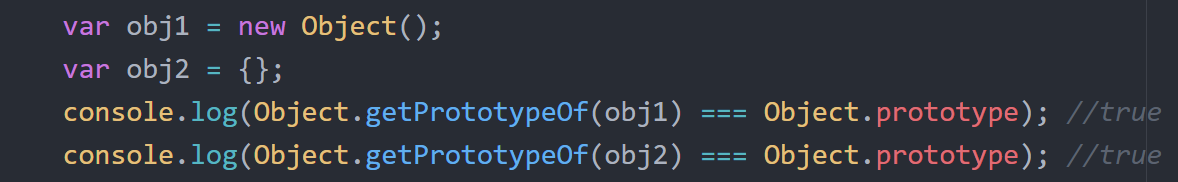 var obj1 = new Object();
var obj2 = {};
console.log(Object.getPrototypeOf(obj1) === Object.prototype); //true
console.log(Object.getPrototypeOf(obj2) === Object.prototype); //true